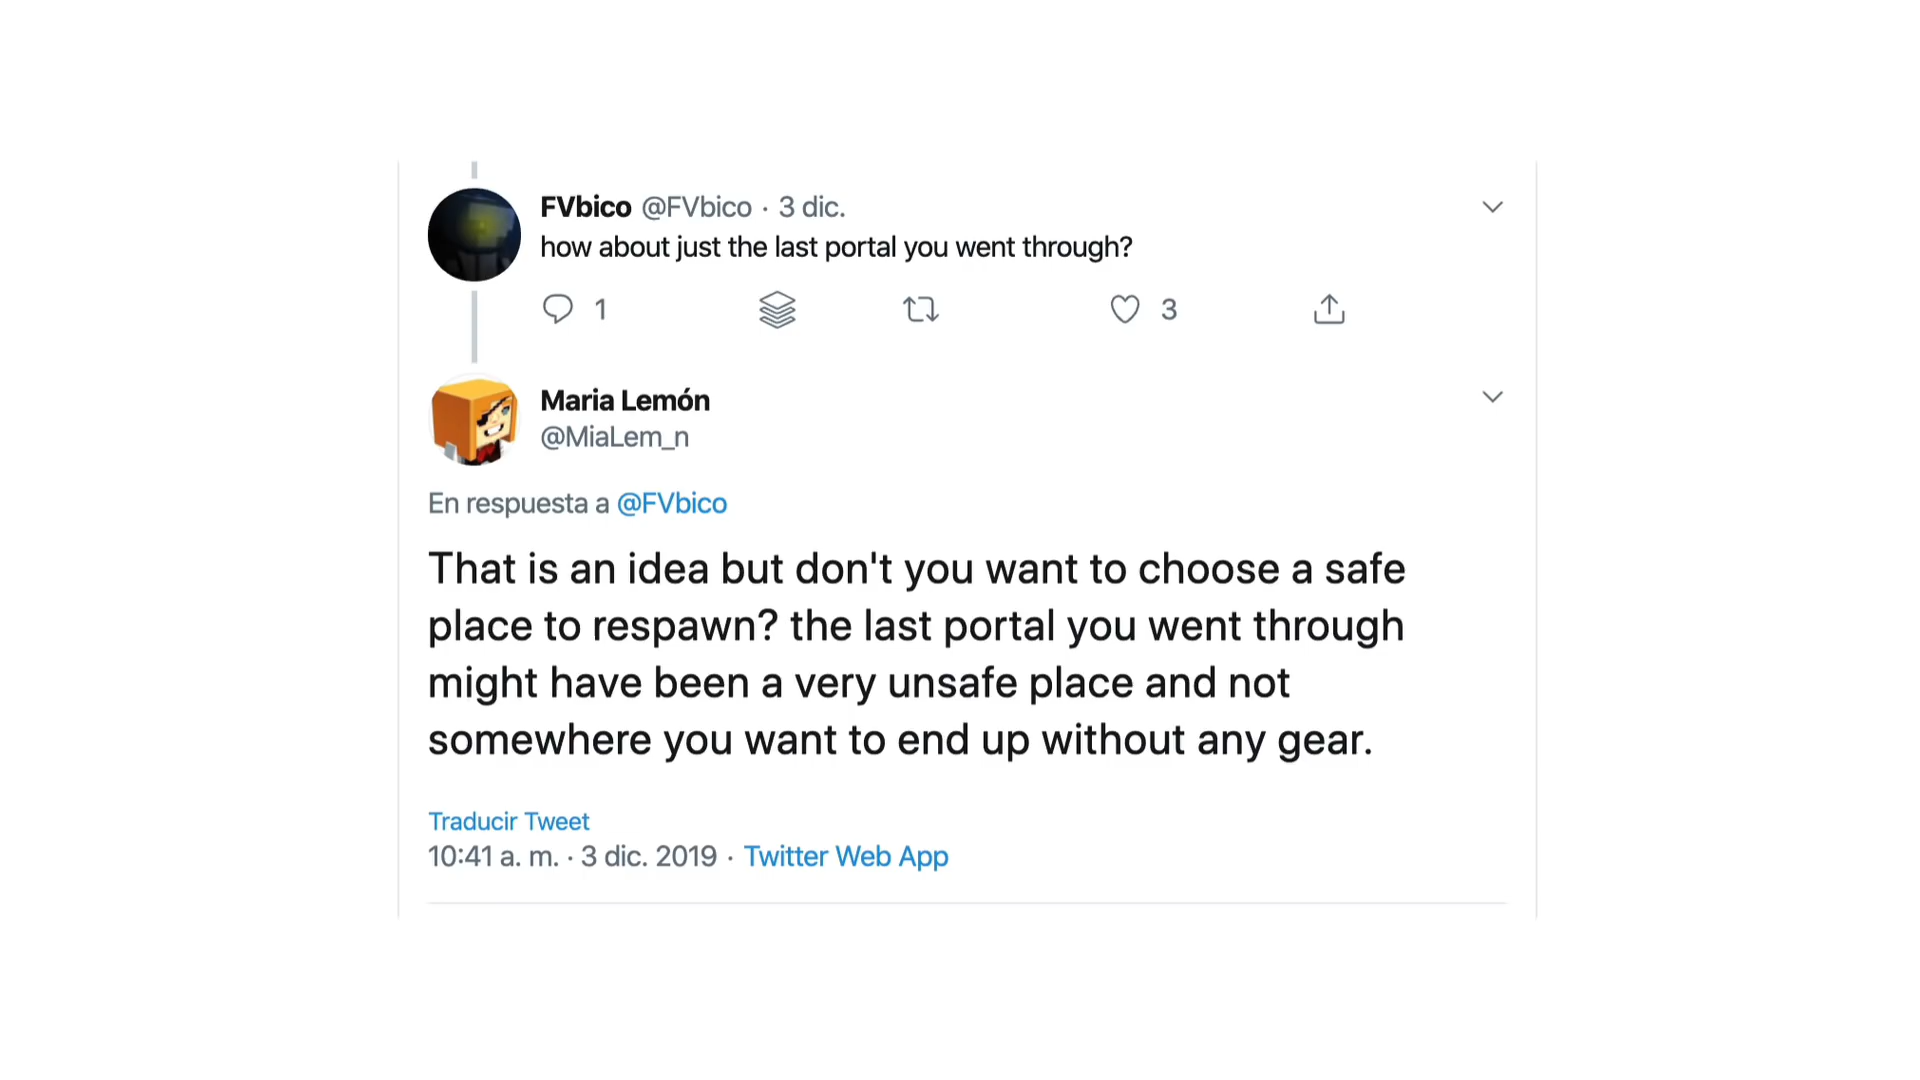 FVbico @FVbico · 3 dic.
how about just the last portal you went through?
1 3
Maria Lemón
@MiaLem_n
En respuesta a @FVbico
That is an idea but don't you want to choose a safe
place to respawn? the last portal you went through
might have been a very unsafe place and not
somewhere you want to end up without any gear.
Traducir Tweet
10:41 a. m. · 3 dic. 2019 · Twitter Web App